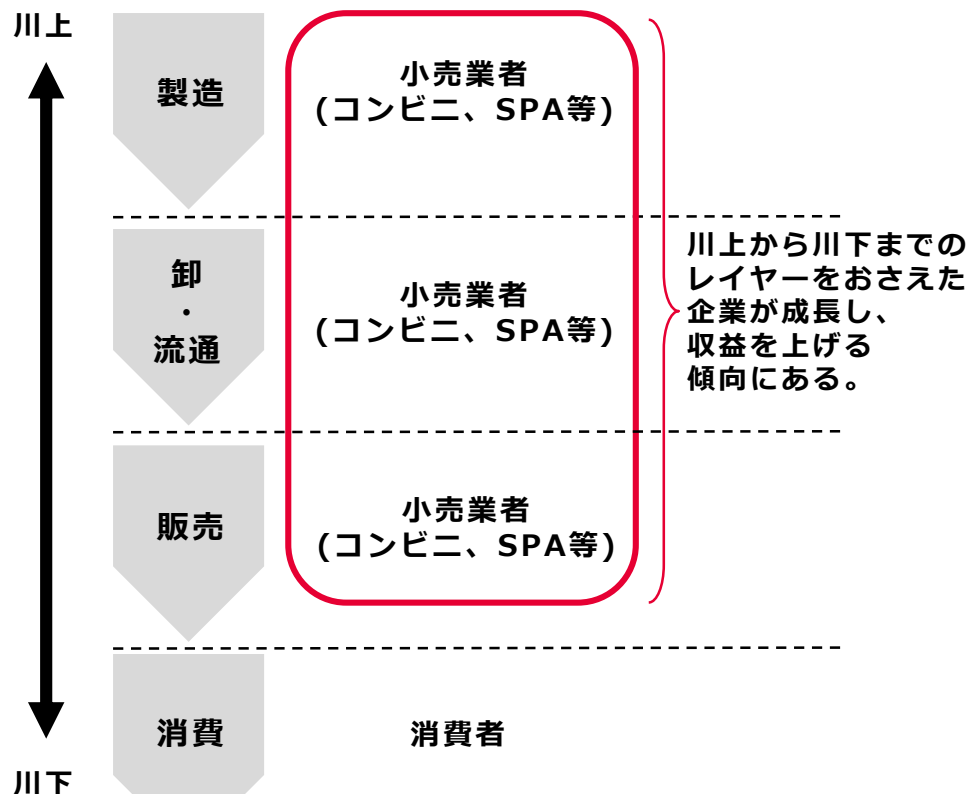 川上
製造
小売業者
(コンビニ、SPA等)
卸
・
流通
小売業者
(コンビニ、SPA等)
川上から川下までの
レイヤーをおさえた
企業が成長し、
収益を上げる
傾向にある。
販売
小売業者
(コンビニ、SPA等)
消費
消費者
川下